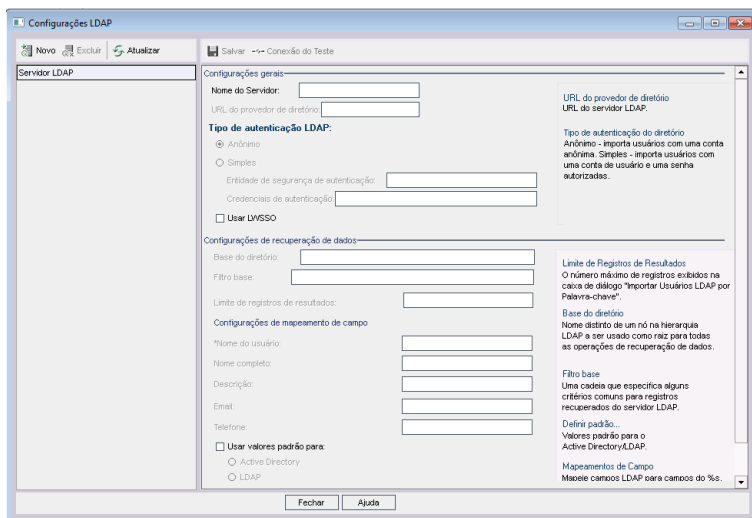 Configurações LDAP
Novo Excluir Atualizar
Salvar Conexão do Teste
Servidor LDAP
Configurações gerais
Nome do Servidor:
URL do provedor de diretório:
Tipo de autenticação LDAP:
Anônimo
Simples
Entidade de segurança de autenticação:
Credenciais de autenticação:
Usar LWSSO
URL do provedor de diretório
URL do servidor LDAP.
Tipo de autenticação do diretório
Anônimo - importa usuários com uma conta
anônima. Simples - importa usuários com
uma conta de usuário e uma senha
autorizadas.
Configurações de recuperação de dados
Base do diretório:
Filtro base:
Limite de registros de resultados:
Configurações de mapeamento de campo
*Nome do usuário:
Nome completo:
Descrição:
Email:
Telefone:
Usar valores padrão para:
Active Directory
LDAP
Limite de Registros de Resultados
O número máximo de registros exibidos na
caixa de diálogo "Importar Usuários LDAP por
Palavra-chave".
Base do diretório
Nome distinto de um nó na hierarquia
LDAP a ser usado como raiz para todas
as operações de recuperação de dados.
Filtro base
Uma cadeia que especifica alguns
critérios comuns para registros
recuperados do servidor LDAP.
Definir padrão...
Valores padrão para o
Active Directory/LDAP.
Mapeamentos de Campo
Mapeie campos LDAP para campos do %s.
Fechar Ajuda